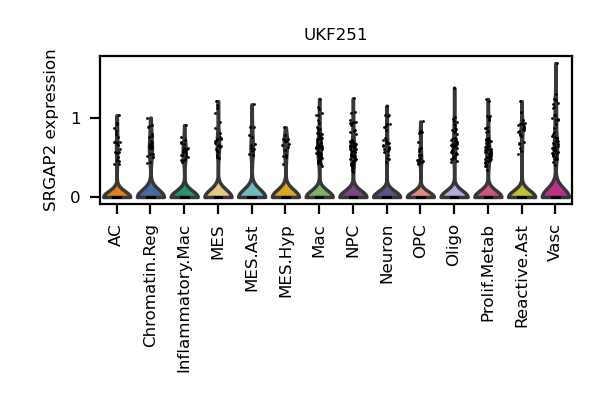 UKF251
SRGAP2 expression
1
0
AC
Chromatin.Reg
Inflammatory.Mac
MES
MES.Ast
MES.Hyp
Mac
NPC
Neuron
OPC
Oligo
Prolif.Metab
Reactive.Ast
Vasc